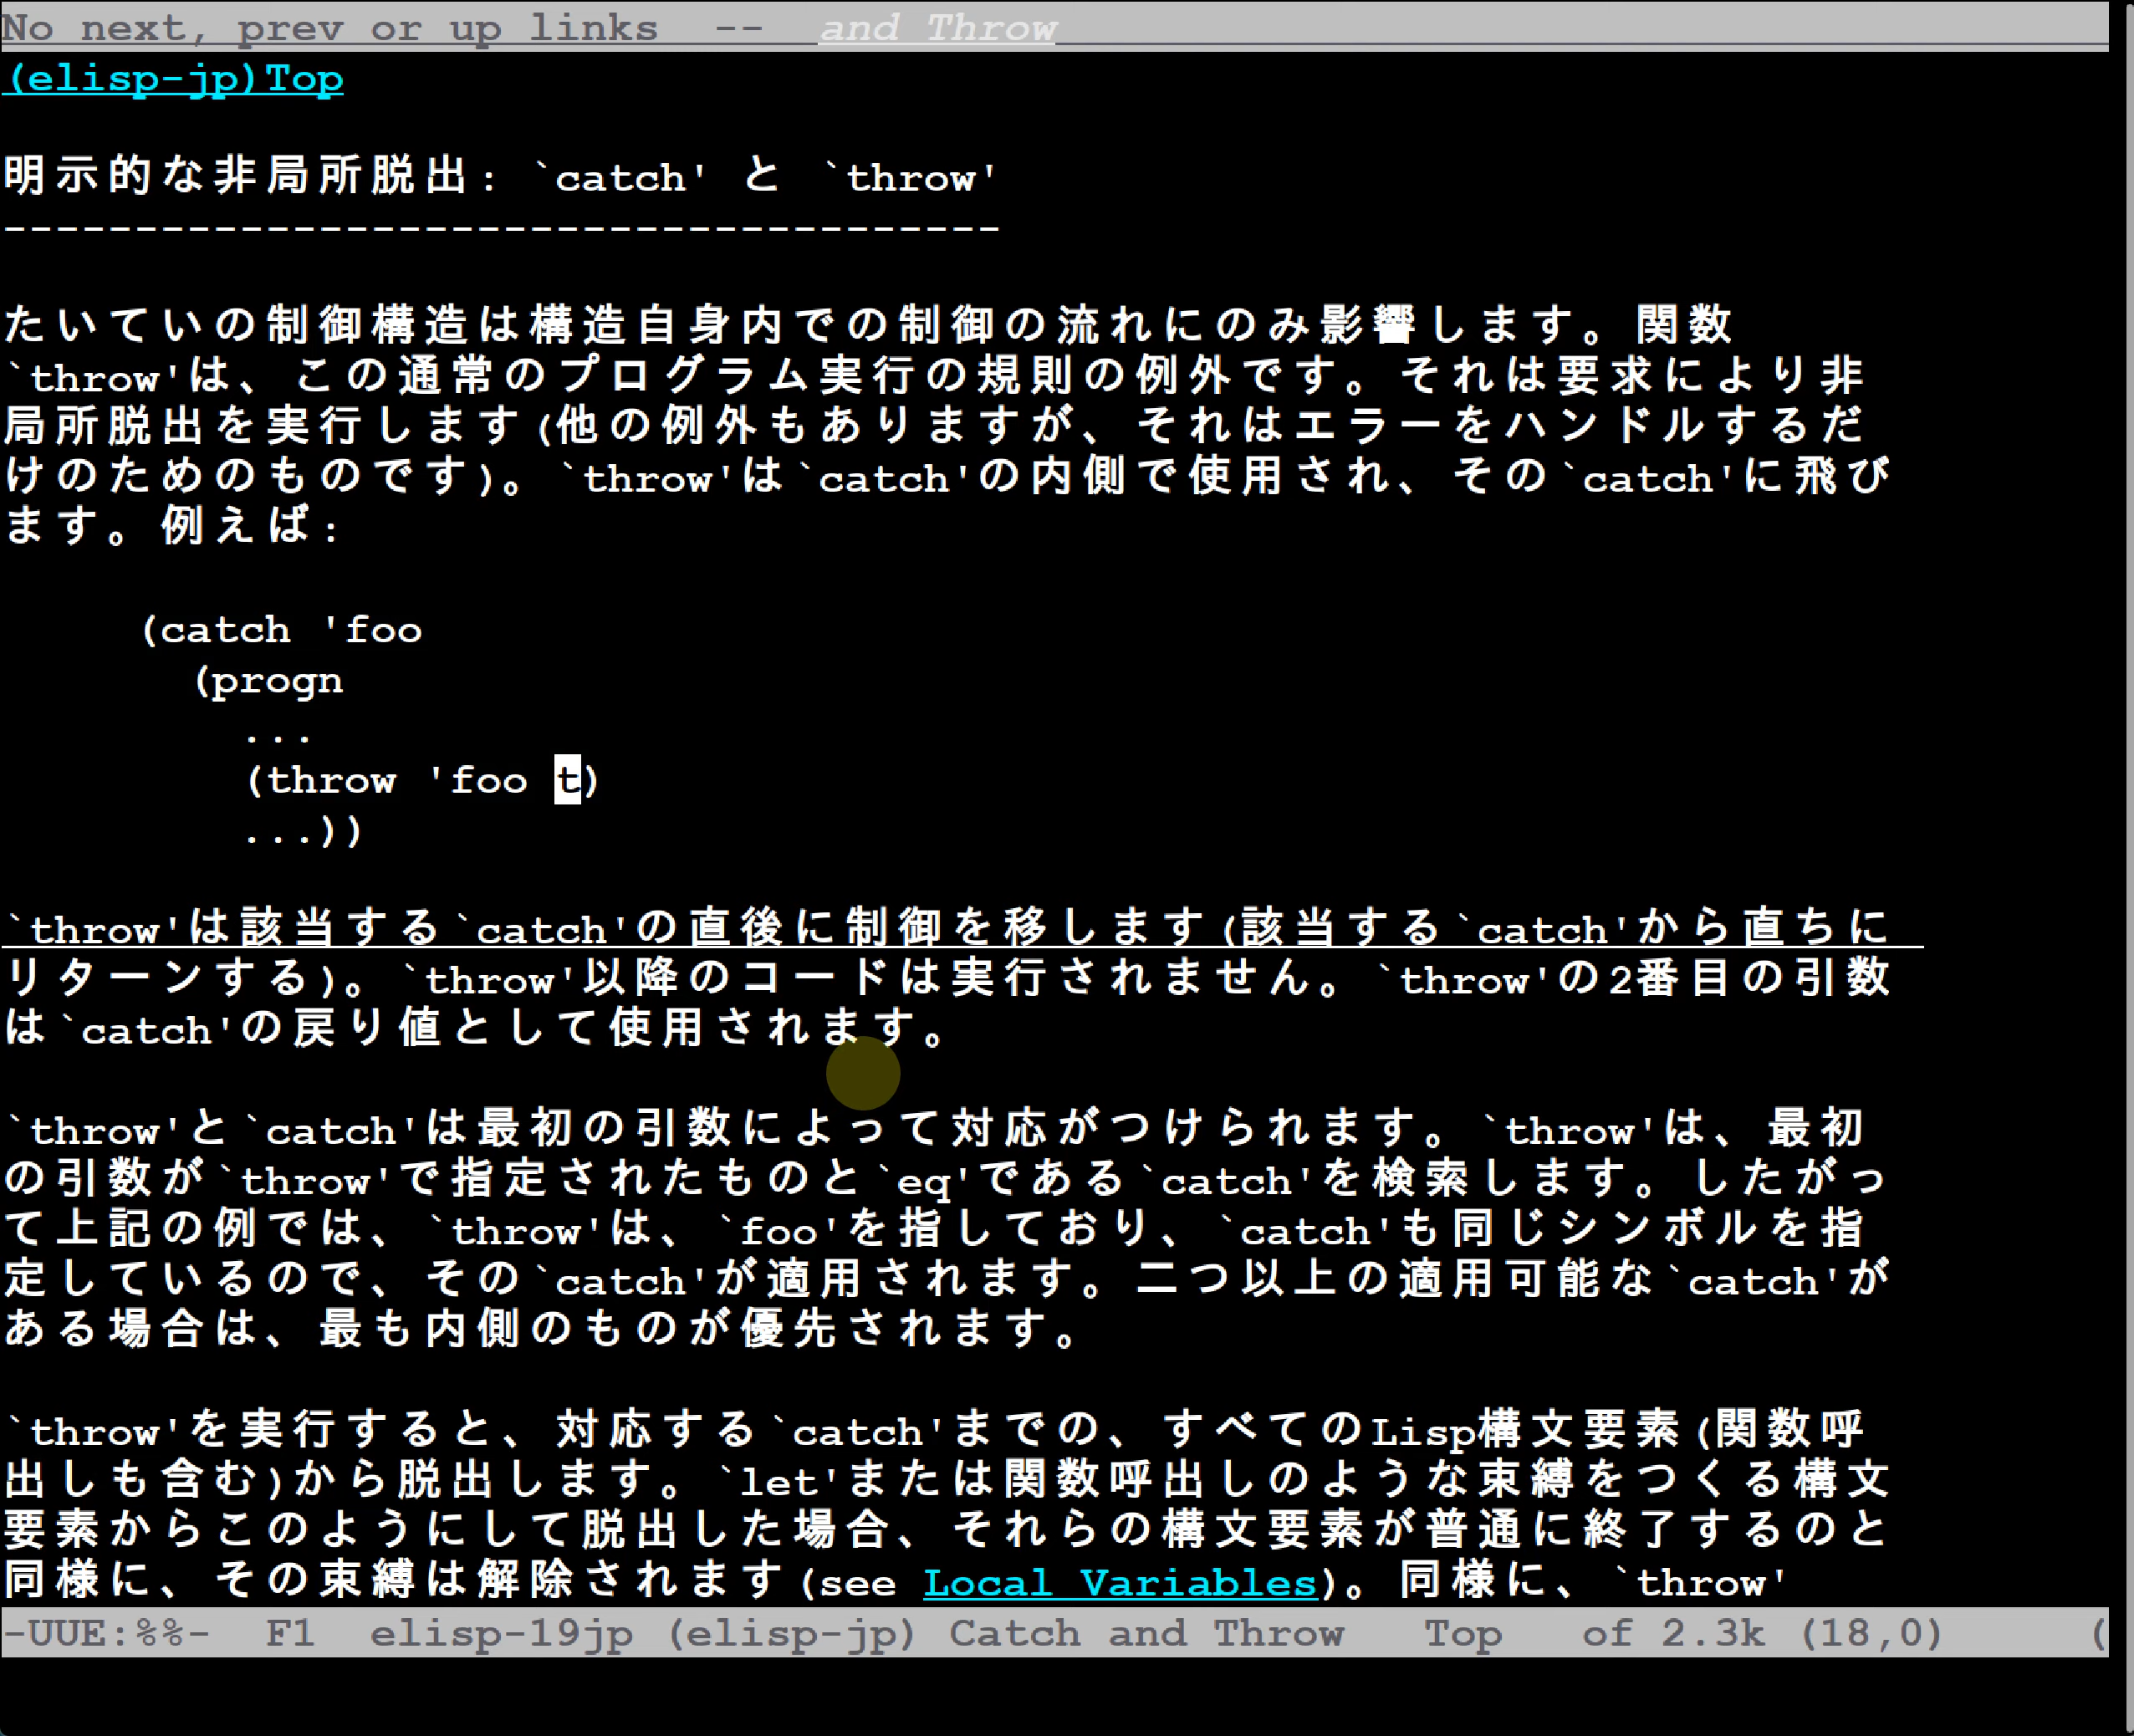 No next, prev or up links  --  and Throw
(elisp-jp)Top
明示的な非局所脱出: `catch' と `throw'
--------------------------------------
たいていの制御構造は構造自身内での制御の流れにのみ影響します。関数
`throw'は、この通常のプログラム実行の規則の例外です。それは要求により非
局所脱出を実行します(他の例外もありますが、それはエラーをハンドルするだ
けのためのものです)。`throw'は`catch'の内側で使用され、その`catch'に飛び
ます。例えば:
(catch 'foo
(progn
...
(throw 'foo t)
...))
`throw'は該当する`catch'の直後に制御を移します(該当する`catch'から直ちに
リターンする)。`throw'以降のコードは実行されません。`throw'の2番目の引数
は`catch'の戻り値として使用されます。
`throw'と`catch'は最初の引数によって対応がつけられます。`throw'は、最初
の引数が`throw'で指定されたものと`eq'である`catch'を検索します。したがっ
て上記の例では、`throw'は、`foo'を指しており、`catch'も同じシンボルを指
定しているので、その`catch'が適用されます。二つ以上の適用可能な`catch'が
ある場合は、最も内側のものが優先されます。
`throw'を実行すると、対応する`catch'までの、すべてのLisp構文要素(関数呼
出しも含む)から脱出します。`let'または関数呼出しのような束縛をつくる構文
要素からこのようにして脱出した場合、それらの構文要素が普通に終了するのと
同様に、その束縛は解除されます(see Local Variables)。同様に、`throw'
-UUE:%%-  F1  elisp-19jp (elisp-jp) Catch and Throw   Top   of 2.3k (18,0)     (